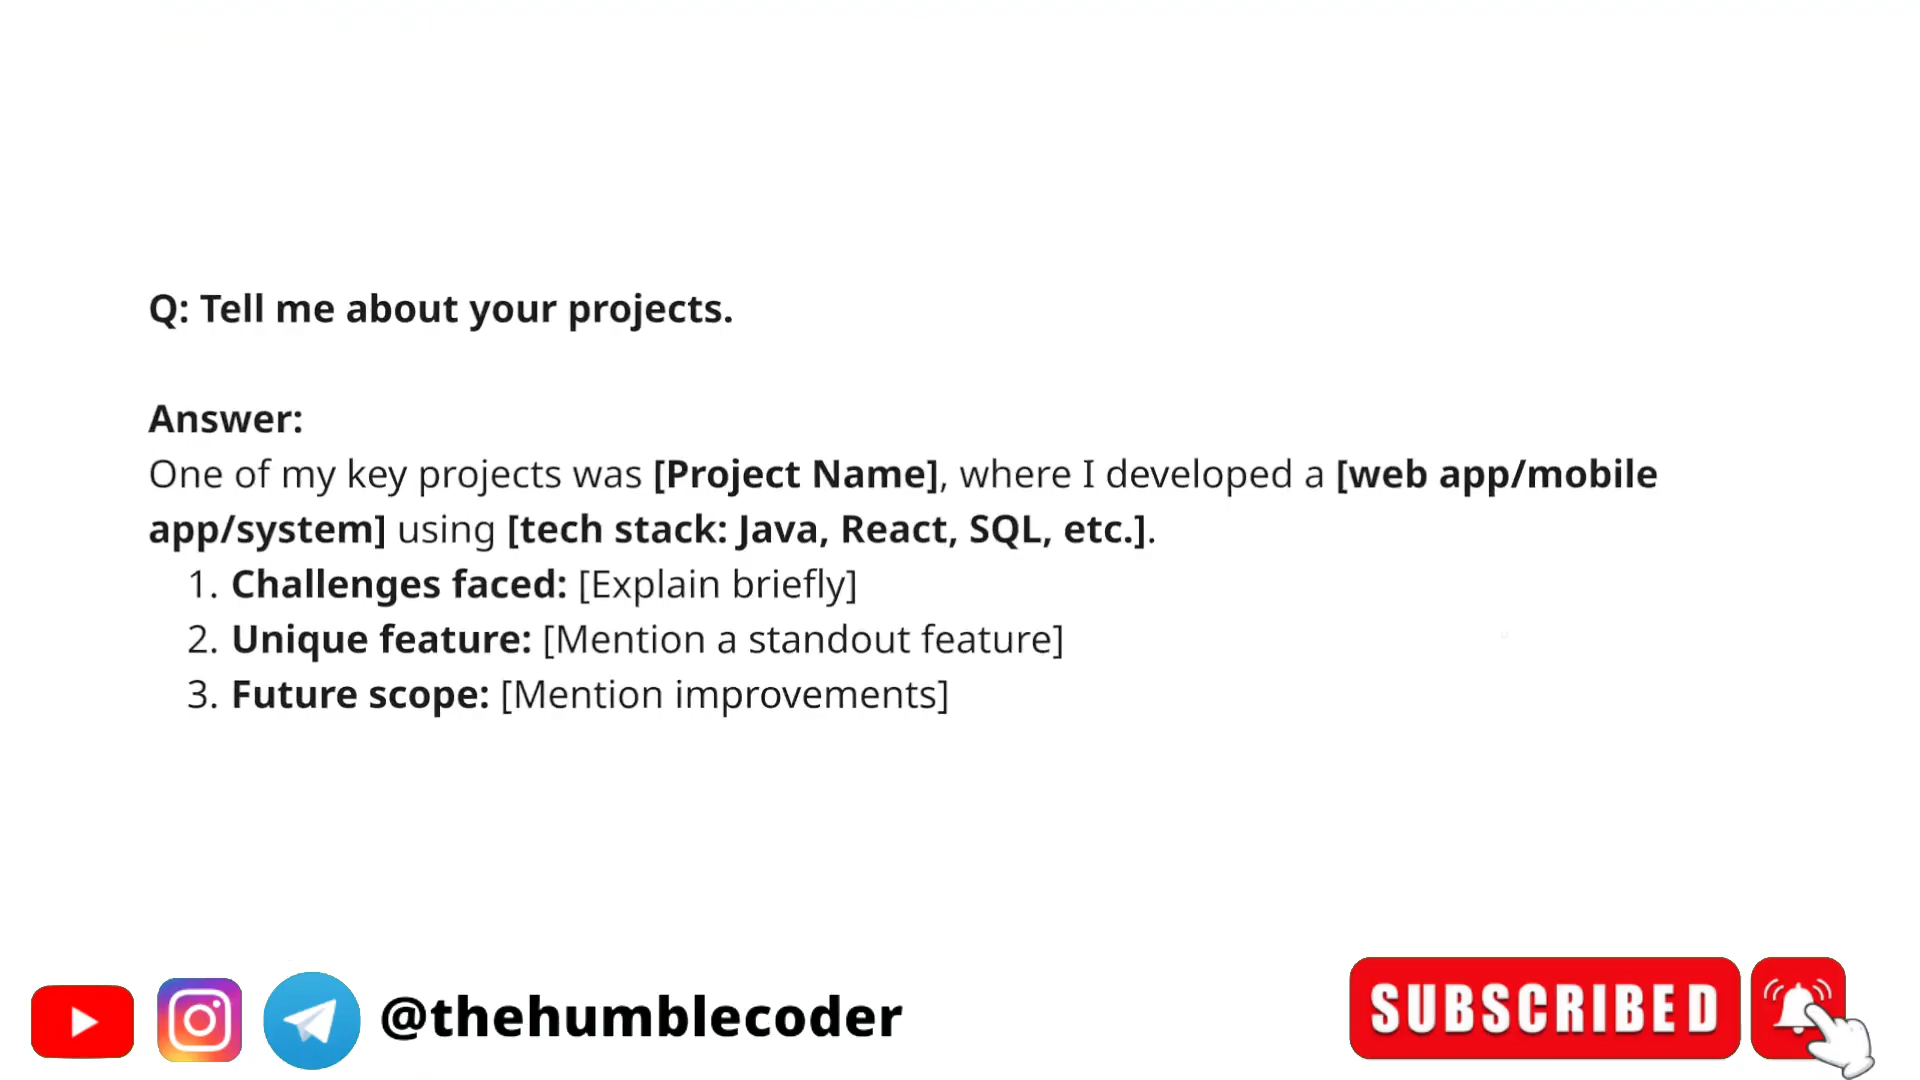 Q: Tell me about your projects.
Answer:
One of my key projects was [Project Name], where I developed a [web app/mobile
app/system] using [tech stack: Java, React, SQL, etc.].
1. Challenges faced: [Explain briefly]
2. Unique feature: [Mention a standout feature]
3. Future scope: [Mention improvements]
@thehumblecoder
SUBSCRIBED